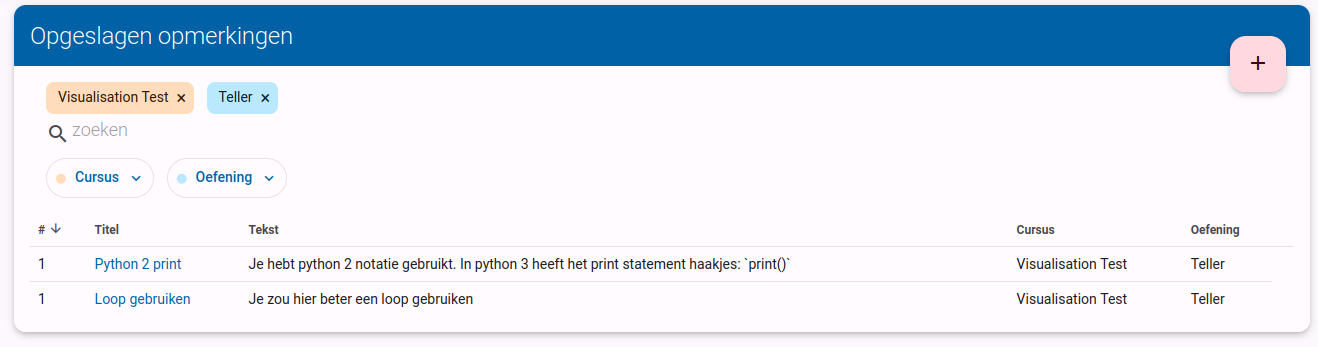 Opgeslagen opmerkingen
+
Visualisation Test × Teller ×
zoeken
Cursus Oefening
# Titel Tekst Cursus Oefening
1 Python 2 print Je hebt python 2 notatie gebruikt. In python 3 heeft het print statement haakjes: `print()` Visualisation Test Teller
1 Loop gebruiken Je zou hier beter een loop gebruiken Visualisation Test Teller